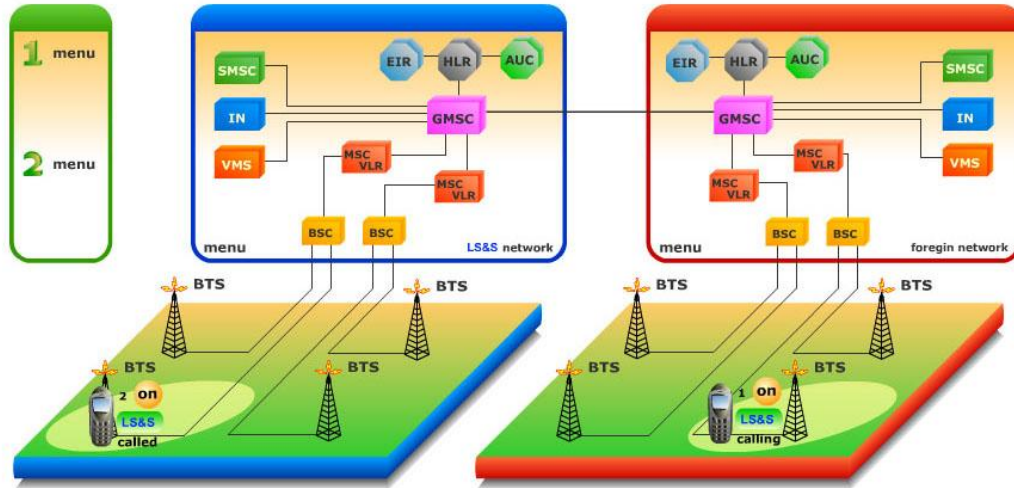 1 menu
2 menu
EIR
HLR
AUC
SMSC
IN
VMS
GMSC
MSC
VLR
MSC
VLR
BSC
BSC
menu
LS&S network
EIR
HLR
AUC
SMSC
IN
VMS
GMSC
MSC
VLR
MSC
VLR
BSC
BSC
menu
foregin network
BTS
BTS
BTS
BTS
2 on
LS&S
called
BTS
BTS
BTS
BTS
1 on
LS&S
calling